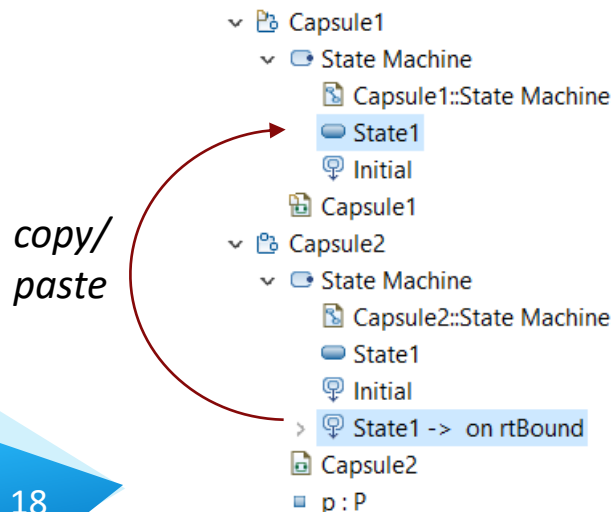 Capsule1
State Machine
Capsule1::State Machine
State1
Initial
Capsule1
copy/
paste
Capsule2
State Machine
Capsule2::State Machine
State1
Initial
State1 -> on rtBound
Capsule2
p : P
18